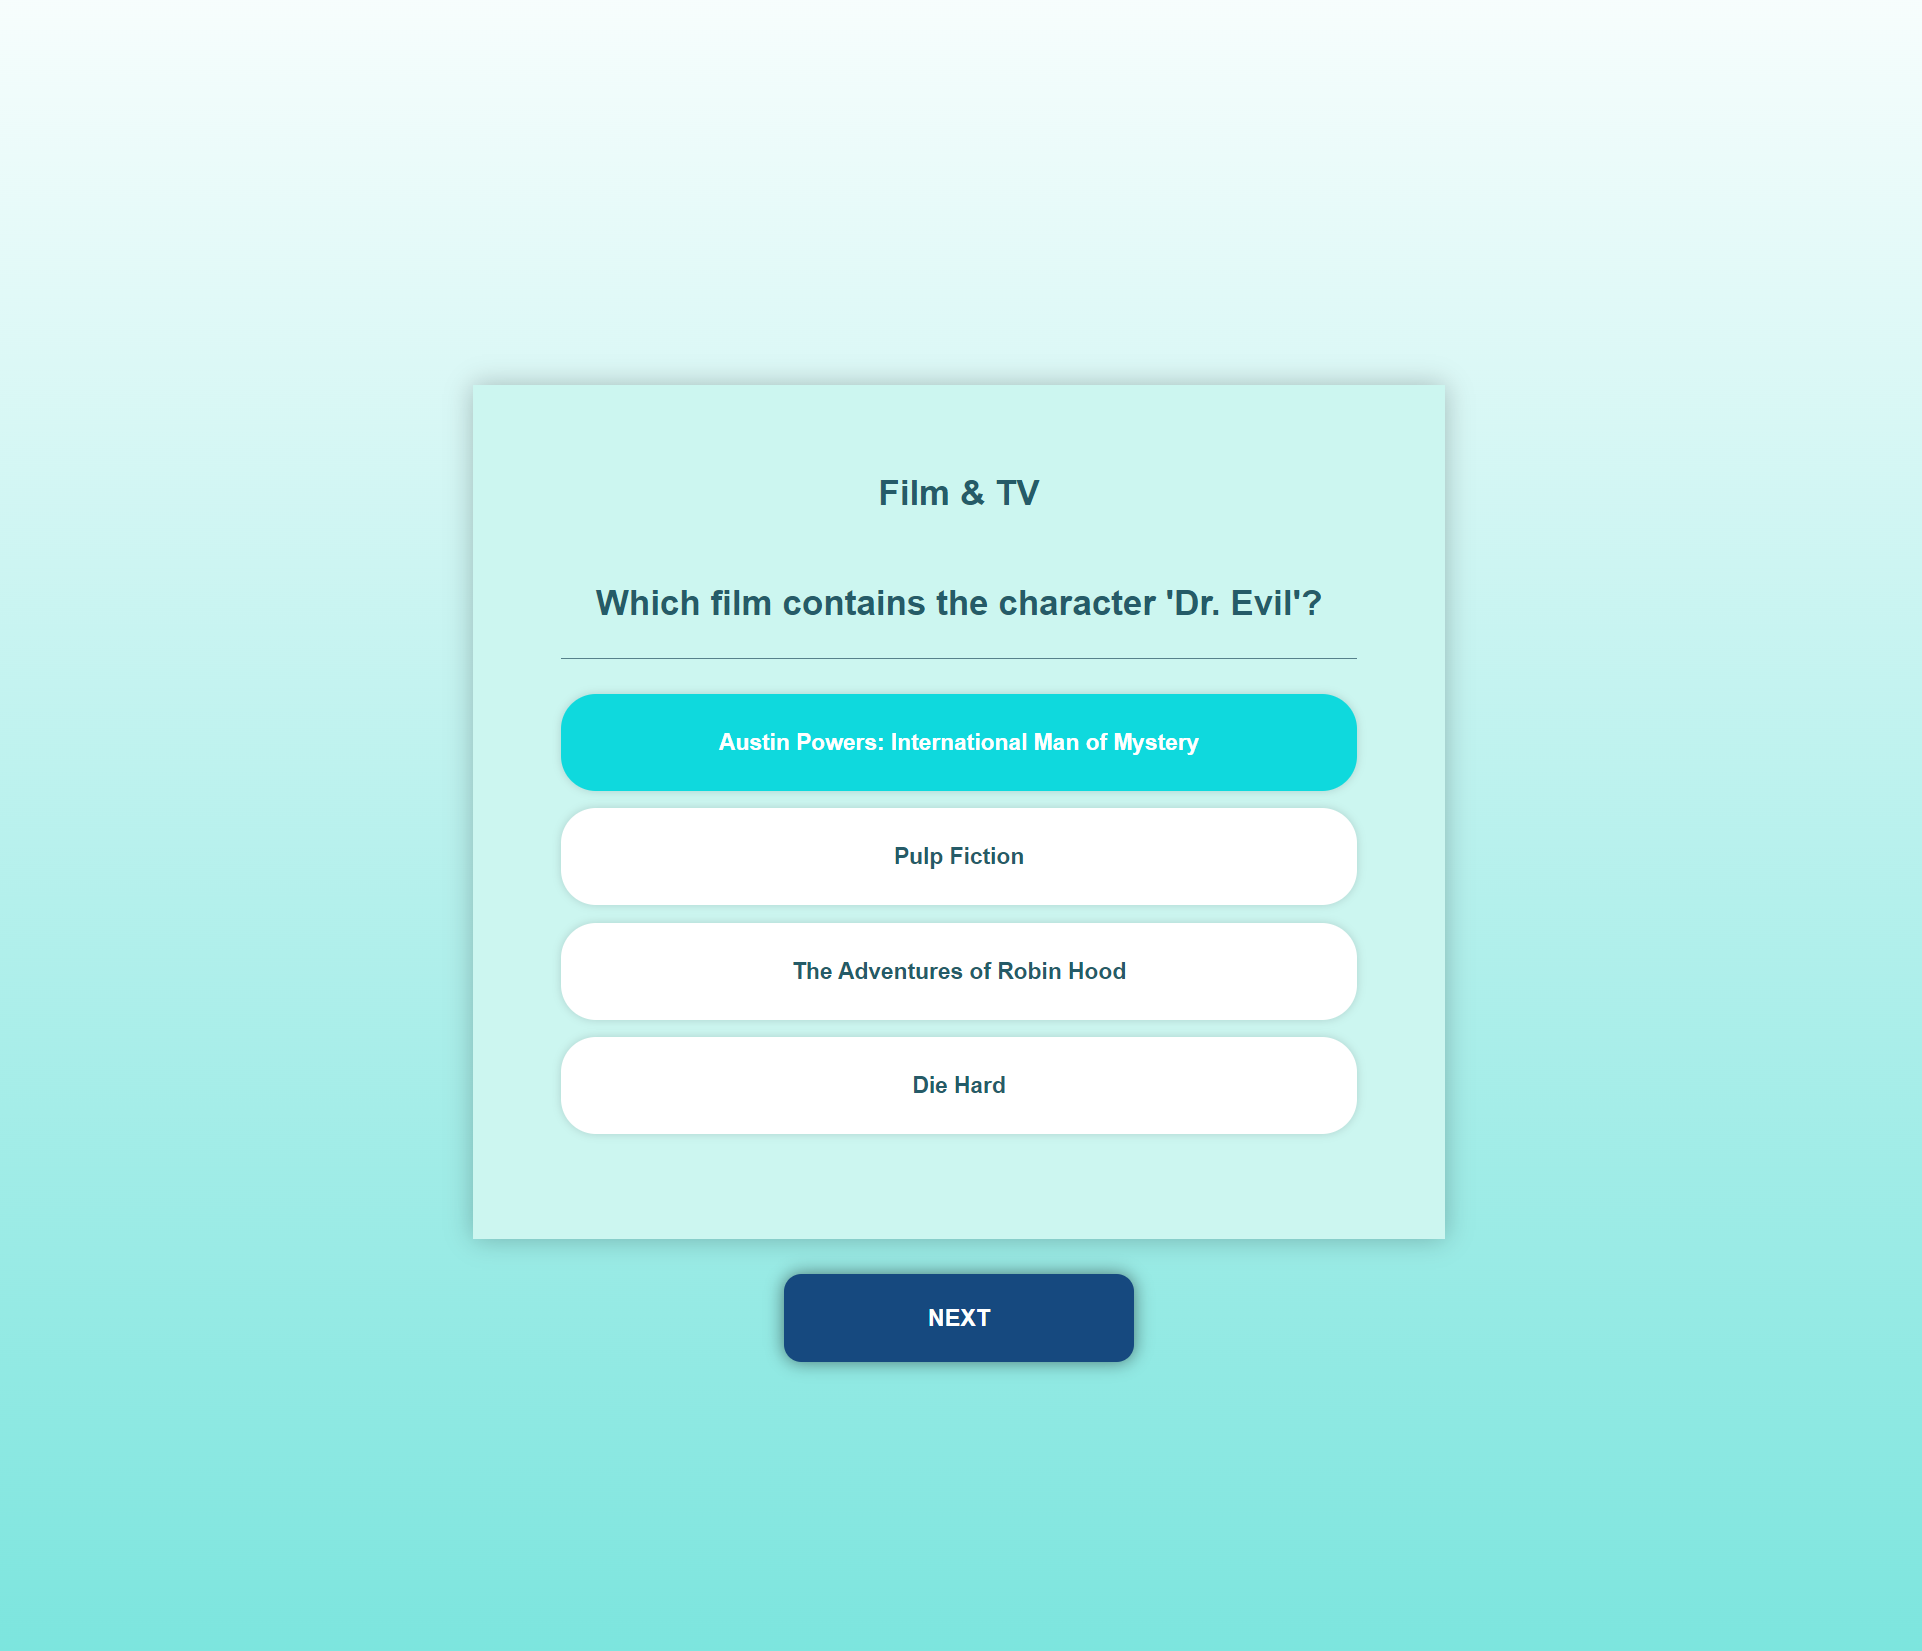 Film & TV
Which film contains the character 'Dr. Evil'?
Austin Powers: International Man of Mystery
Pulp Fiction
The Adventures of Robin Hood
Die Hard
NEXT